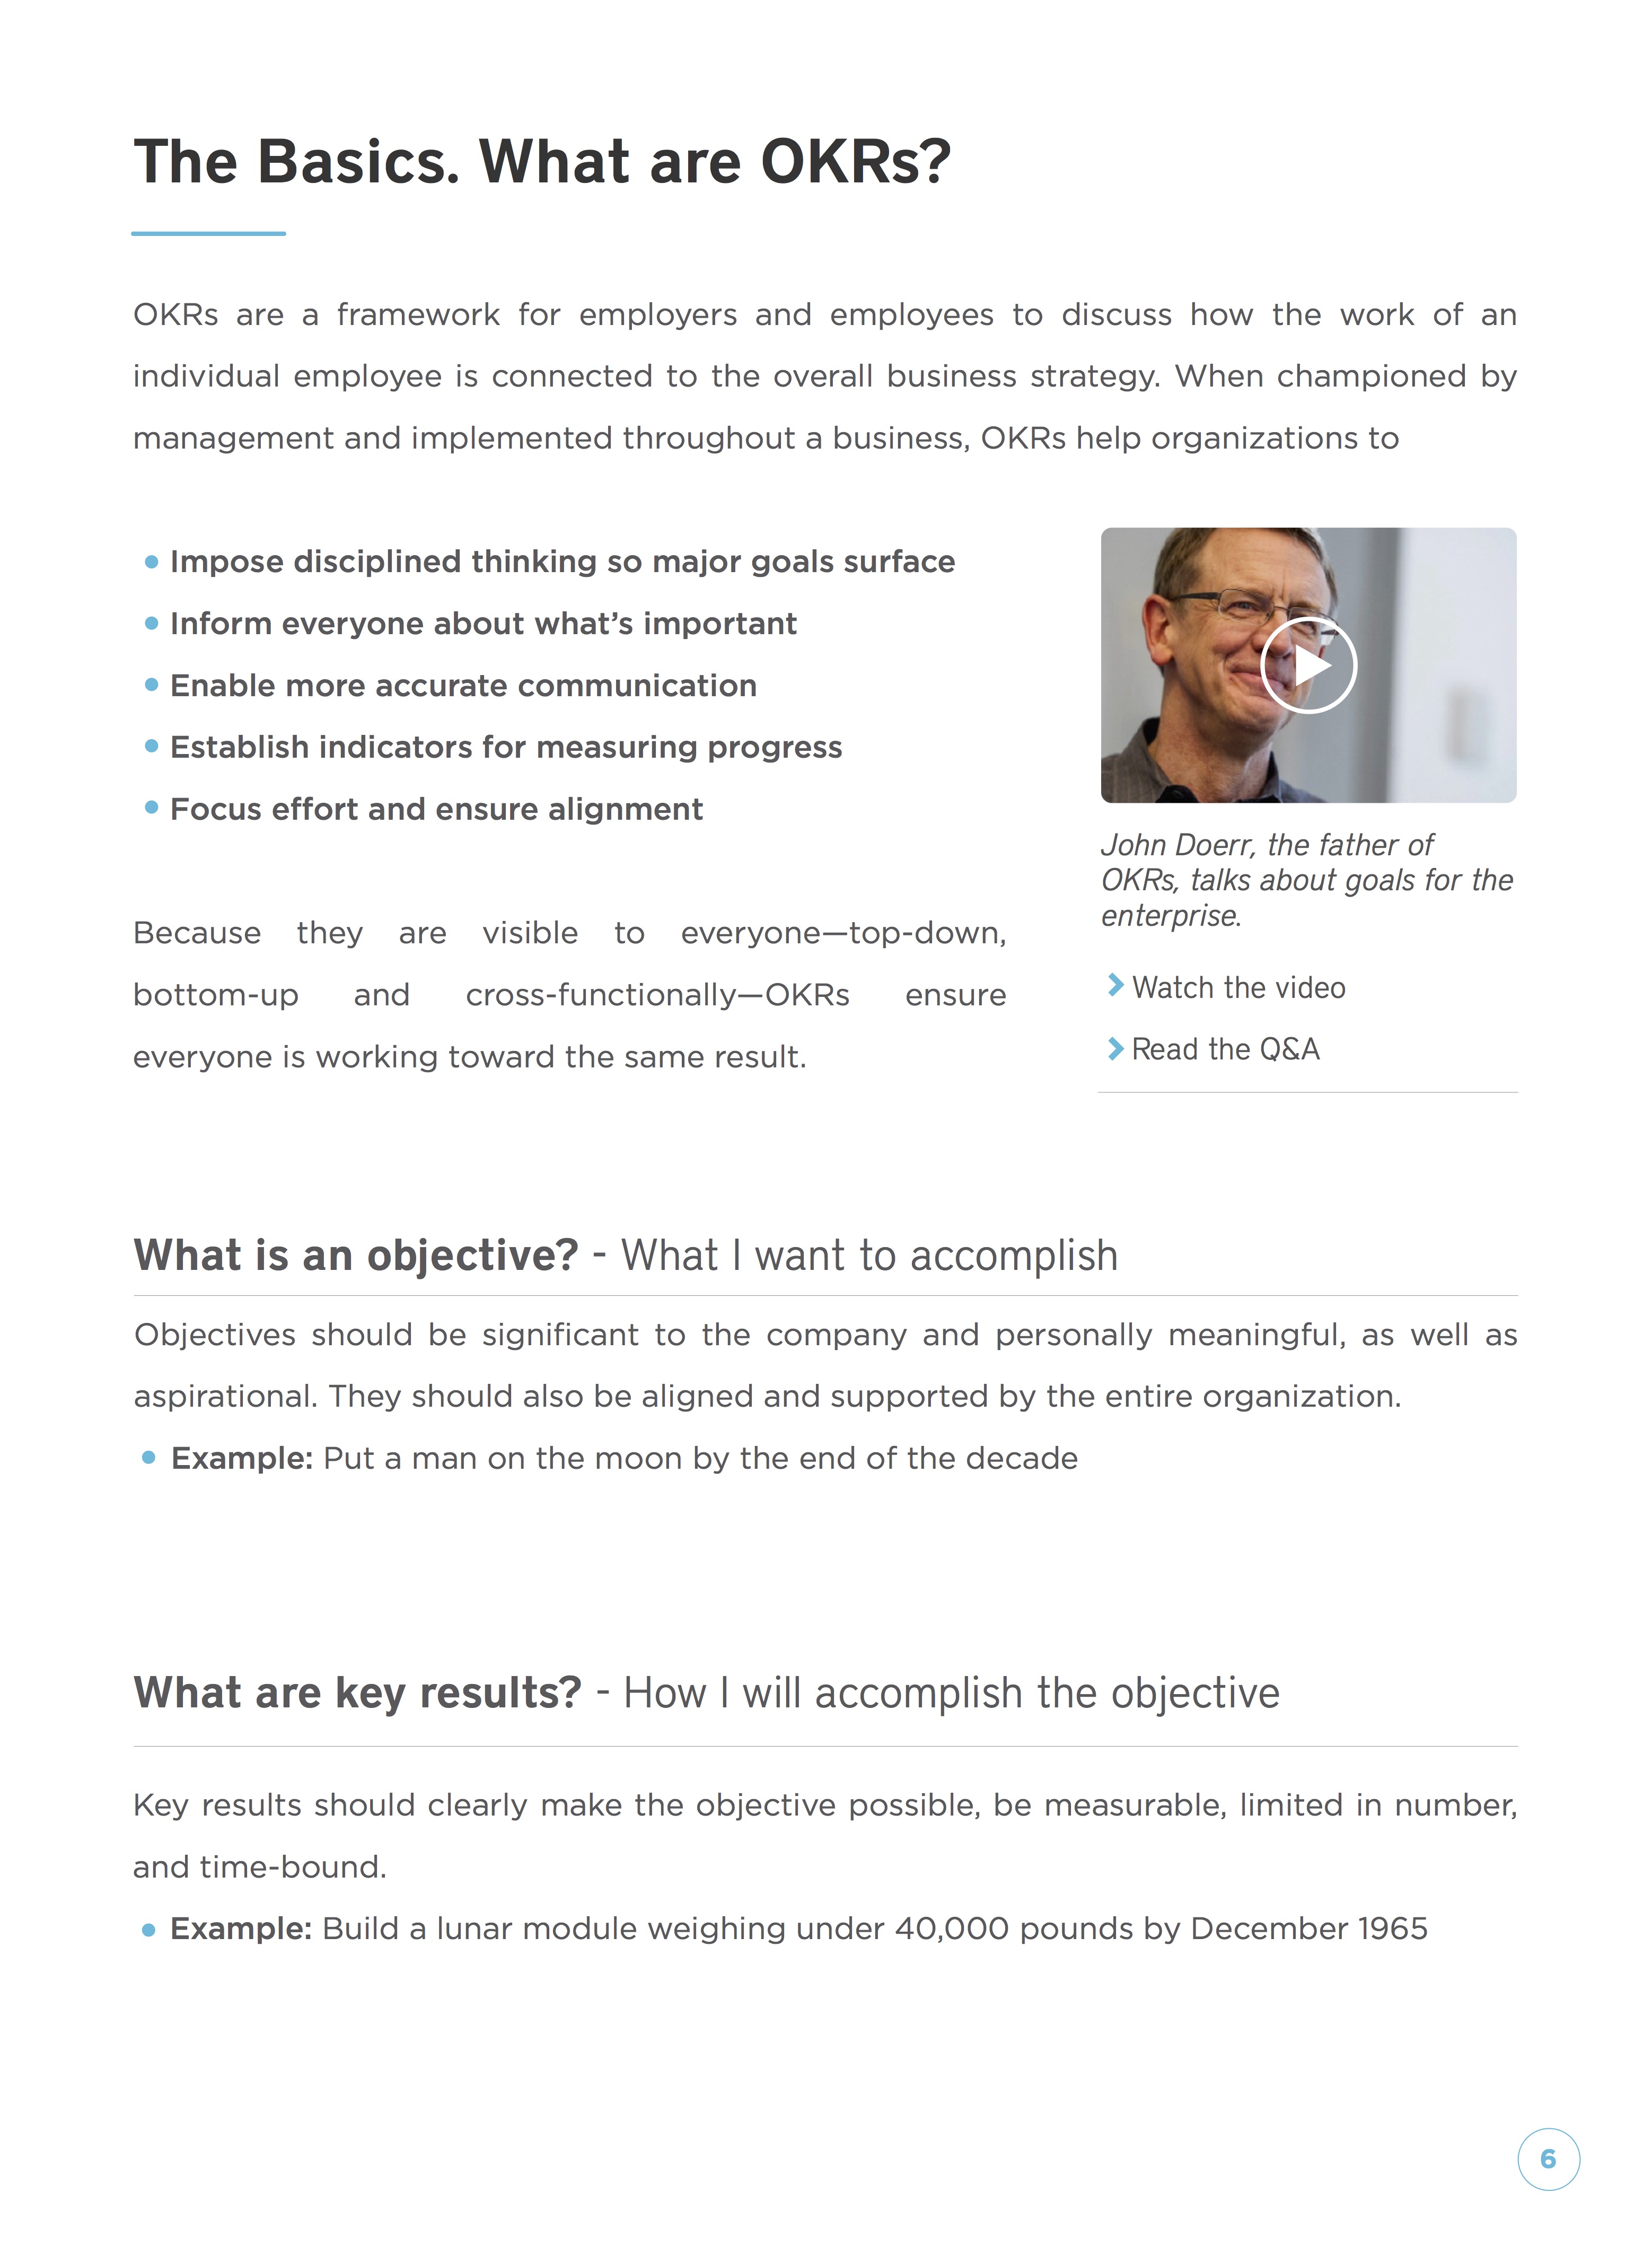 The Basics. What are OKRs?
OKRs are a framework for employers and employees to discuss how the work of an
individual employee is connected to the overall business strategy. When championed by
management and implemented throughout a business, OKRs help organizations to
Impose disciplined thinking so major goals surface
Inform everyone about what’s important
Enable more accurate communication
Establish indicators for measuring progress
Focus effort and ensure alignment
Because they are visible to everyone—top-down,
bottom-up and cross-functionally—OKRs ensure
everyone is working toward the same result.
John Doerr, the father of
OKRs, talks about goals for the
enterprise.
Watch the video
Read the Q&A
What is an objective? - What I want to accomplish
Objectives should be significant to the company and personally meaningful, as well as
aspirational. They should also be aligned and supported by the entire organization.
Example: Put a man on the moon by the end of the decade
What are key results? - How I will accomplish the objective
Key results should clearly make the objective possible, be measurable, limited in number,
and time-bound.
Example: Build a lunar module weighing under 40,000 pounds by December 1965
6